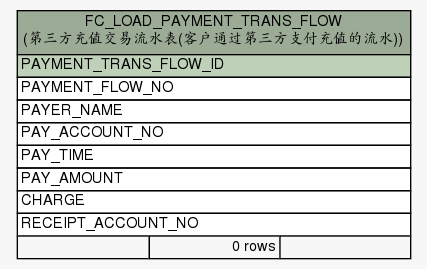 FC_LOAD_PAYMENT_TRANS_FLOW
(第三方充值交易流水表(客户通过第三方支付充值的流水))
PAYMENT_TRANS_FLOW_ID
PAYMENT_FLOW_NO
PAYER_NAME
PAY_ACCOUNT_NO
PAY_TIME
PAY_AMOUNT
CHARGE
RECEIPT_ACCOUNT_NO
0 rows